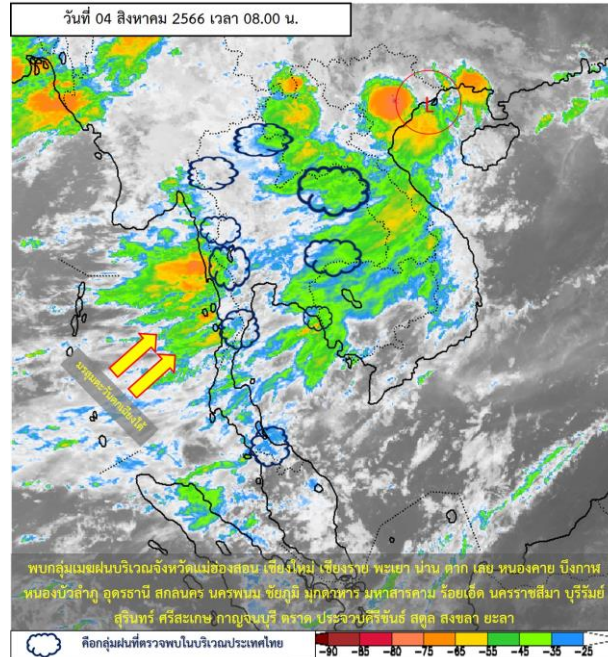 วันที่ 04 สิงหาคม 2566 เวลา 08.00 น.
L
มรสุมตะวันตกเฉียงใต้
พบกลุ่มเมฆฝนบริเวณจังหวัดแม่ฮ่องสอน เชียงใหม่ เชียงราย พะเยา น่าน ตาก เลย หนองคาย บึงกาฬ
หนองบัวลำภู อุดรธานี สกลนคร นครพนม ชัยภูมิ มุกดาหาร มหาสารคาม ร้อยเอ็ด นครราชสีมา บุรีรัมย์
สุรินทร์ ศรีสะเกษ กาญจนบุรี ตราด ประจวบคีรีขันธ์ สตูล สงขลา ยะลา
คือกลุ่มฝนที่ตรวจพบในบริเวณประเทศไทย
-90 -85 -80 -75 -65 -55 -45 -35 -25